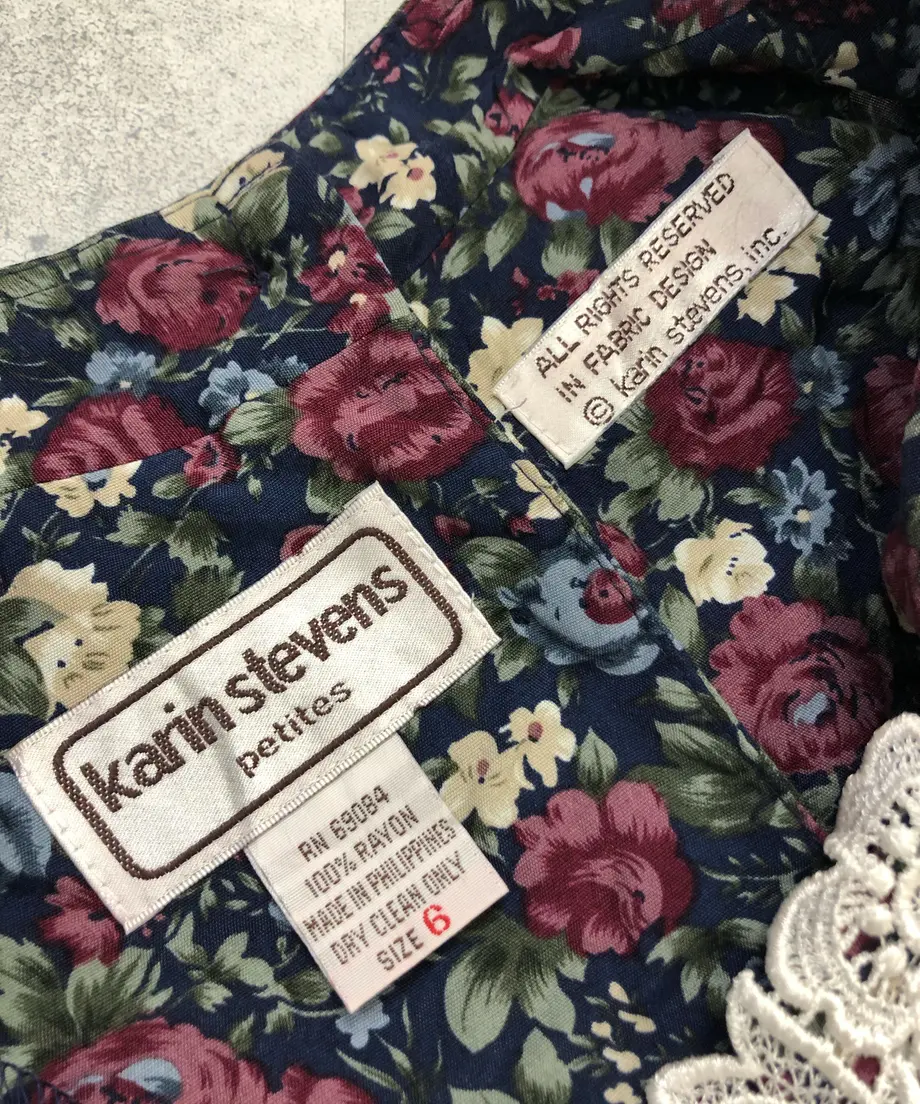 ALL RIGHTS RESERVED
IN FABRIC DESIGN
© karin stevens, inc.
karin stevens
petites
RN 69084
100% RAYON
MADE IN PHILIPPINES
DRY CLEAN ONLY
SIZE 6